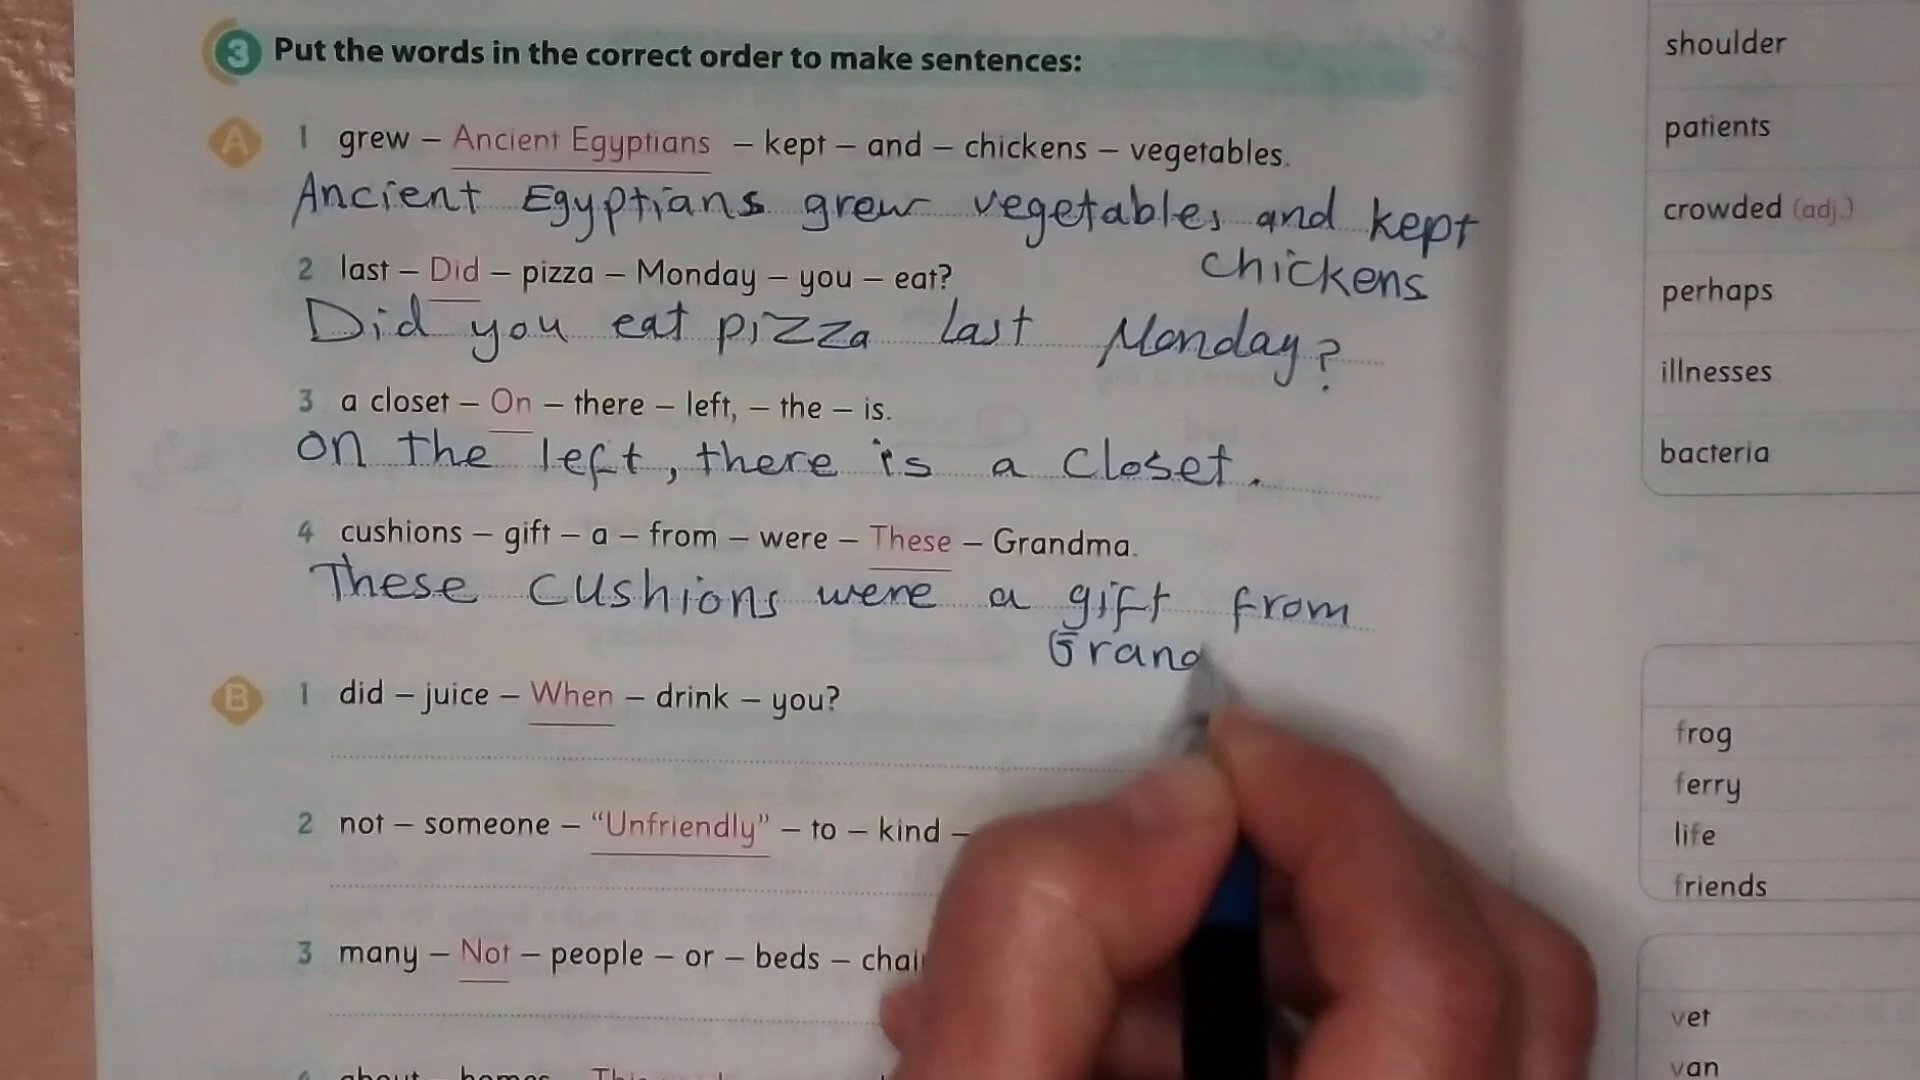 3 Put the words in the correct order to make sentences:
A 1 grew – Ancient Egyptians – kept – and – chickens – vegetables.
Ancient Egyptians grew vegetables and kept
chickens
2 last – Did – pizza – Monday – you – eat?
Did you eat pizza last Monday?
3 a closet – On – there – left, – the – is.
on the left, there is a closet.
4 cushions – gift – a – from – were – These – Grandma.
These cushions were a gift from
Grand
B 1 did – juice – When – drink – you?
2 not – someone – “Unfriendly” – to – kind –
3 many – Not – people – or – beds –
about homes
shoulder
patients
crowded (adj.)
perhaps
illnesses
bacteria
frog
ferry
life
friends
vet
van